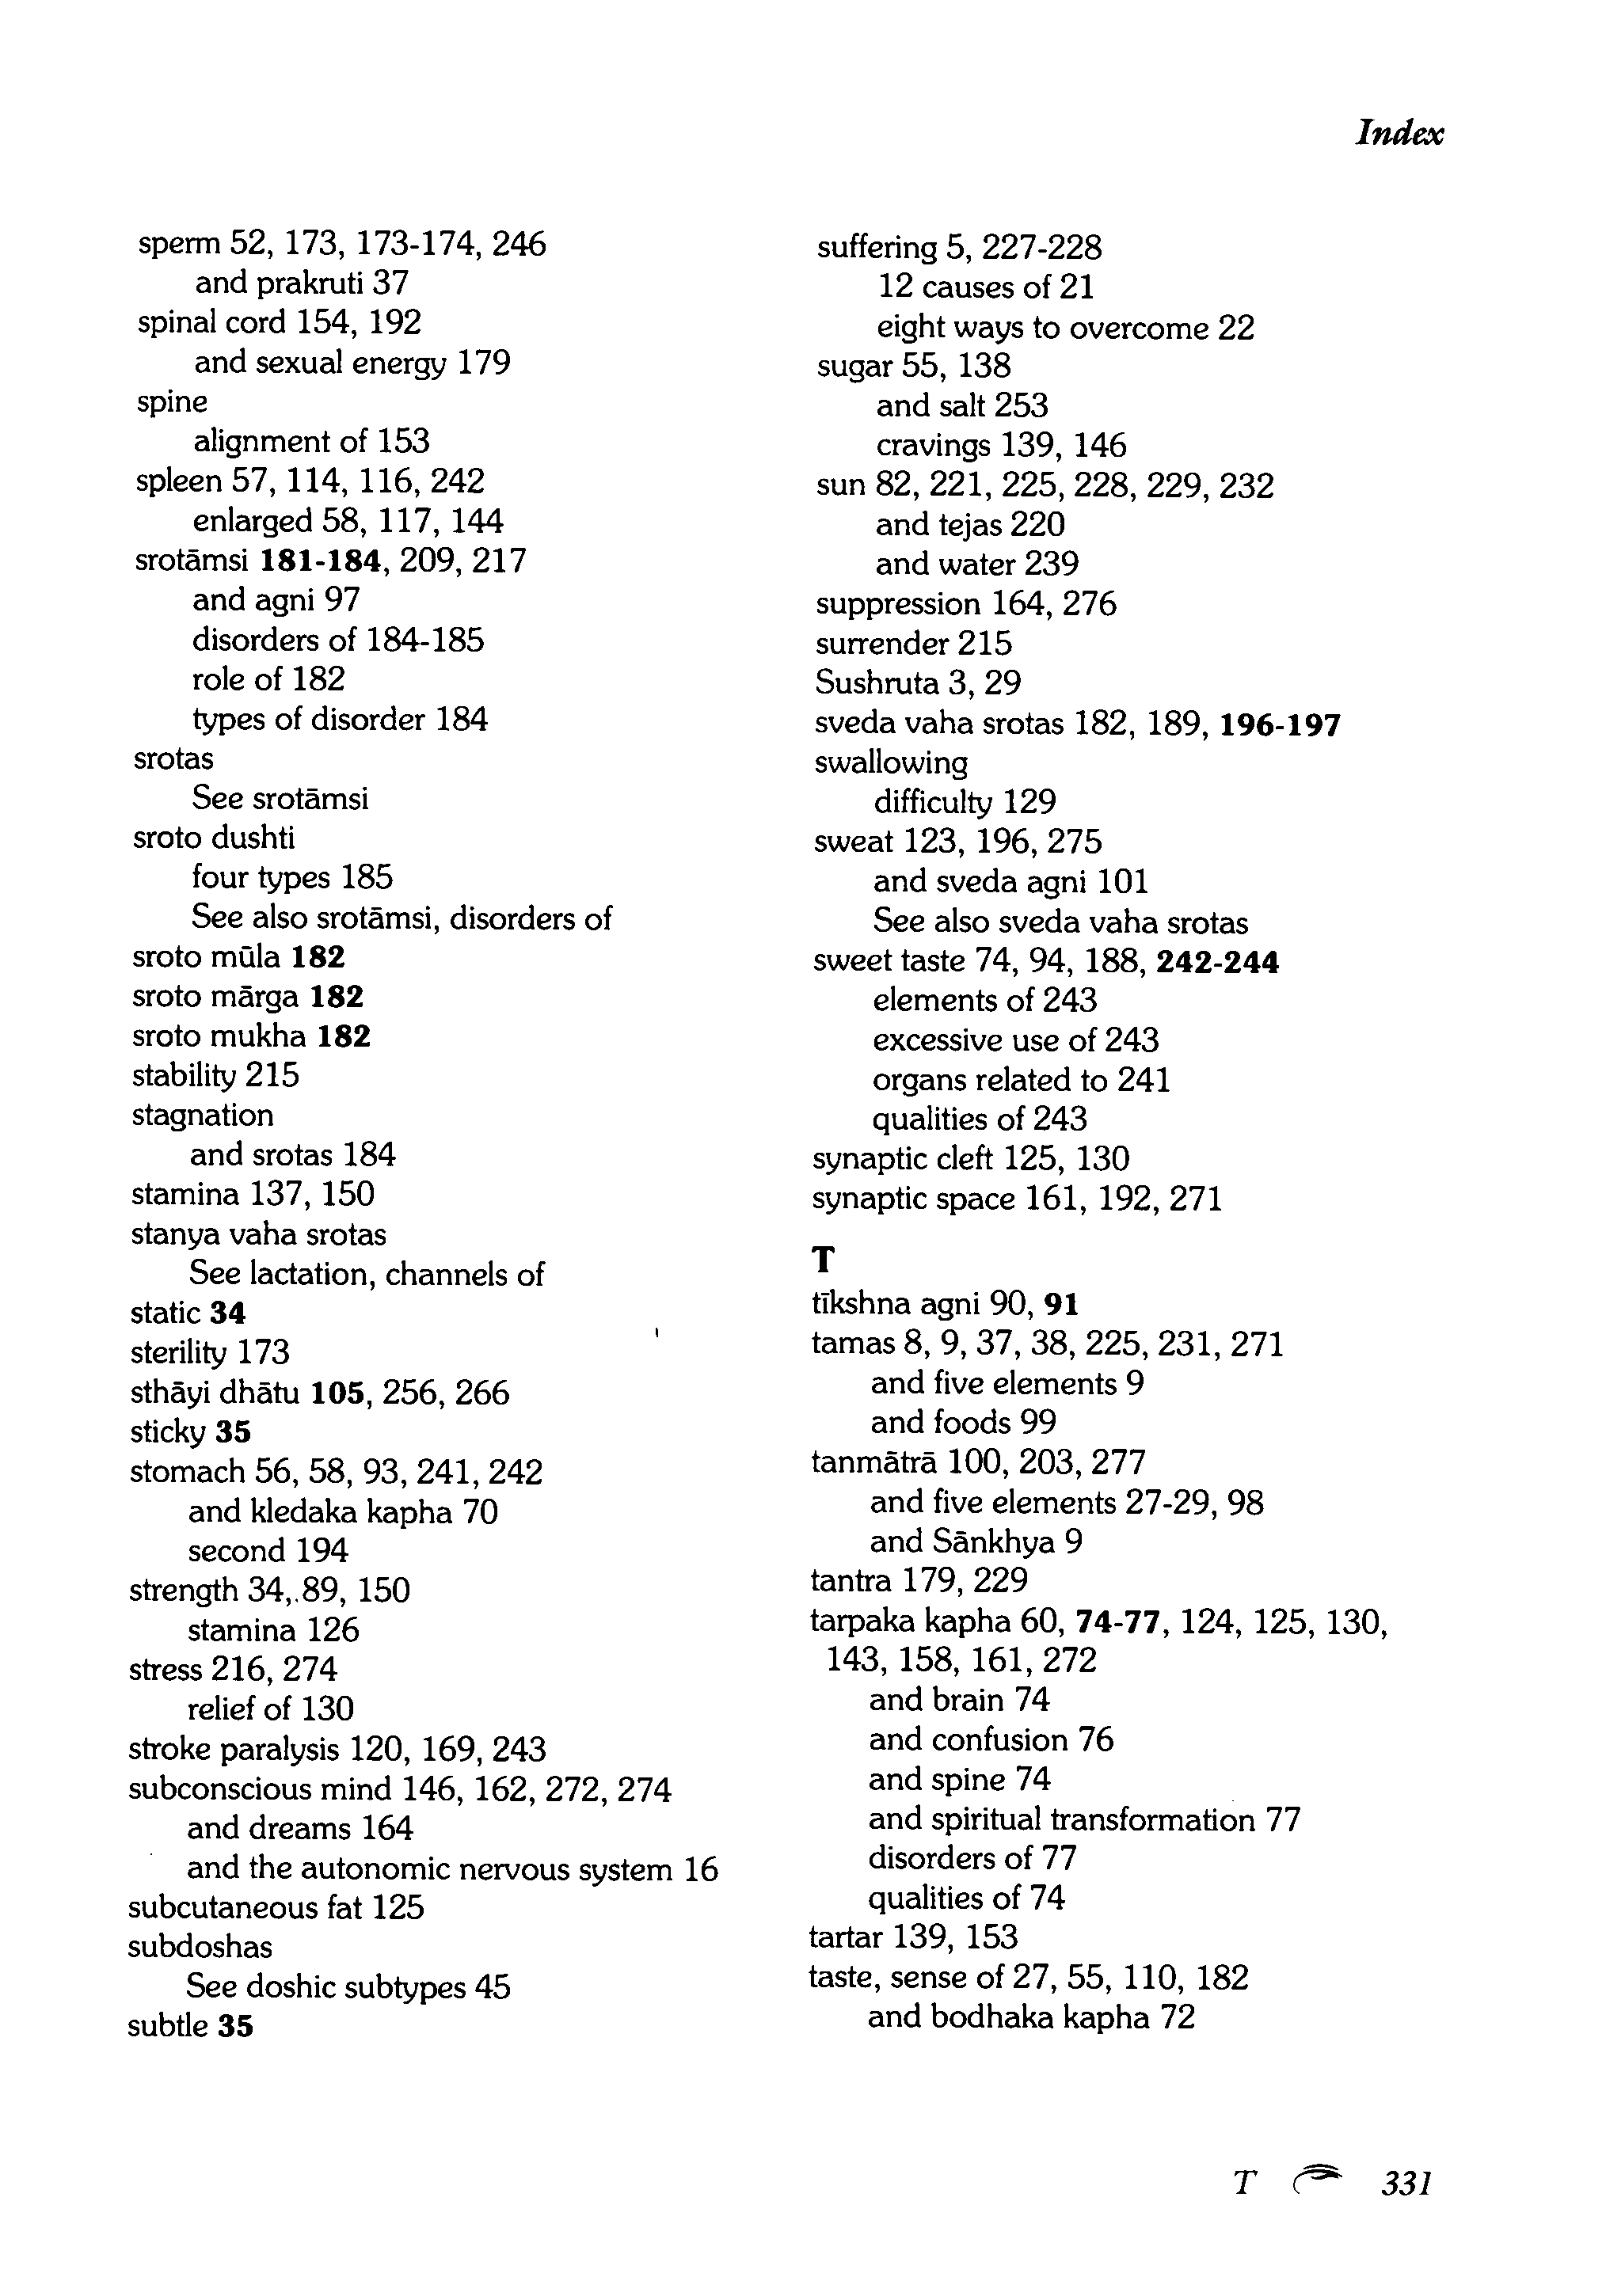 Index
sperm 52, 173, 173-174, 246
and prakruti 37
spinal cord 154, 192
and sexual energy 179
spine
alignment of 153
spleen 57, 114, 116, 242
enlarged 58, 117, 144
srotāmsi 181-184, 209, 217
and agni 97
disorders of 184-185
role of 182
types of disorder 184
srotas
See srotāmsi
sroto dushti
four types 185
See also srotāmsi, disorders of
sroto mūla 182
sroto mārga 182
sroto mukha 182
stability 215
stagnation
and srotas 184
stamina 137, 150
stanya vaha srotas
See lactation, channels of
static 34
sterility 173
sthāyi dhātu 105, 256, 266
sticky 35
stomach 56, 58, 93, 241, 242
and kledaka kapha 70
second 194
strength 34,.89, 150
stamina 126
stress 216, 274
relief of 130
stroke paralysis 120, 169, 243
subconscious mind 146, 162, 272, 274
and dreams 164
and the autonomic nervous system 16
subcutaneous fat 125
subdoshas
See doshic subtypes 45
subtle 35
suffering 5, 227-228
12 causes of 21
eight ways to overcome 22
sugar 55, 138
and salt 253
cravings 139, 146
sun 82, 221, 225, 228, 229, 232
and tejas 220
and water 239
suppression 164, 276
surrender 215
Sushruta 3, 29
sveda vaha srotas 182, 189, 196-197
swallowing
difficulty 129
sweat 123, 196, 275
and sveda agni 101
See also sveda vaha srotas
sweet taste 74, 94, 188, 242-244
elements of 243
excessive use of 243
organs related to 241
qualities of 243
synaptic cleft 125, 130
synaptic space 161, 192, 271
T
tīkshna agni 90, 91
tamas 8, 9, 37, 38, 225, 231, 271
and five elements 9
and foods 99
tanmātrā 100, 203, 277
and five elements 27-29, 98
and Sānkhya 9
tantra 179, 229
tarpaka kapha 60, 74-77, 124, 125, 130,
143, 158, 161, 272
and brain 74
and confusion 76
and spine 74
and spiritual transformation 77
disorders of 77
qualities of 74
tartar 139, 153
taste, sense of 27, 55, 110, 182
and bodhaka kapha 72
T 331